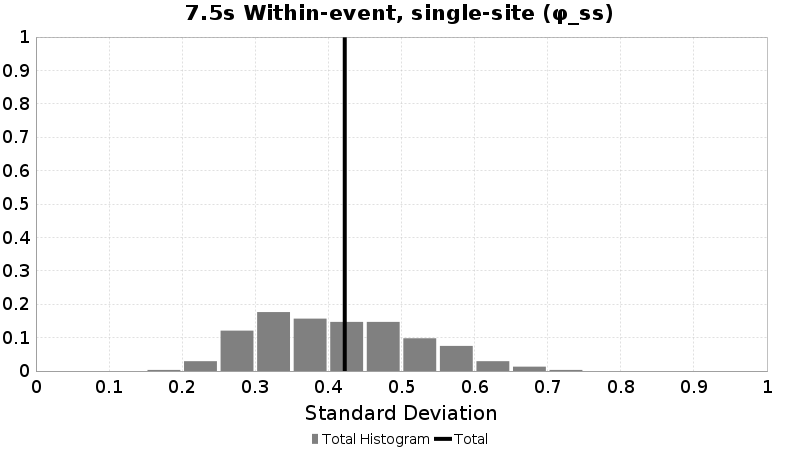 7.5s Within-event, single-site (φ_ss)
1
0.9
0.8
0.7
0.6
0.5
0.4
0.3
0.2
0.1
0
0 0.1 0.2 0.3 0.4 0.5 0.6 0.7 0.8 0.9 1
Standard Deviation
Total Histogram Total